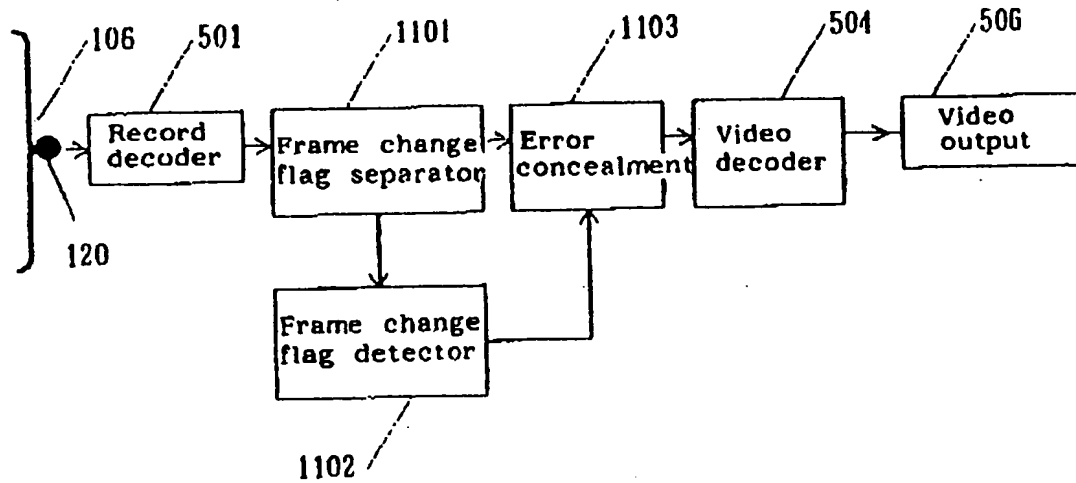 106
501
1101
1103
504
506
Record
decoder
Frame change
flag separator
Error
concealment
Video
decoder
Video
output
120
Frame change
flag detector
1102